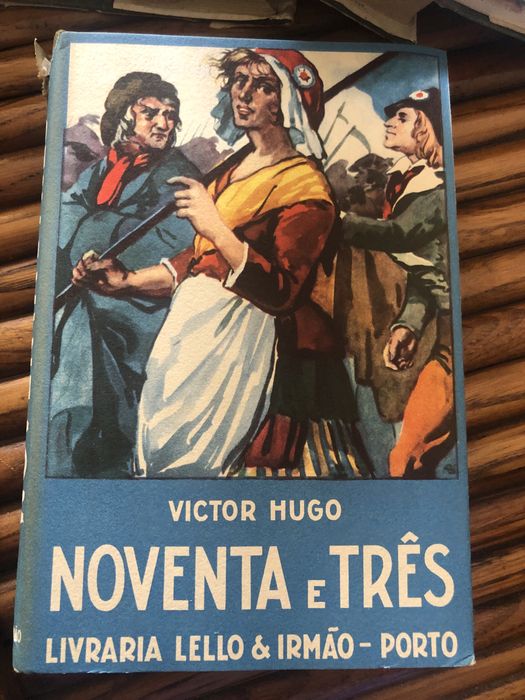 VICTOR HUGO
NOVENTA E TRÊS
LIVRARIA LELLO & IRMÃO - PORTO